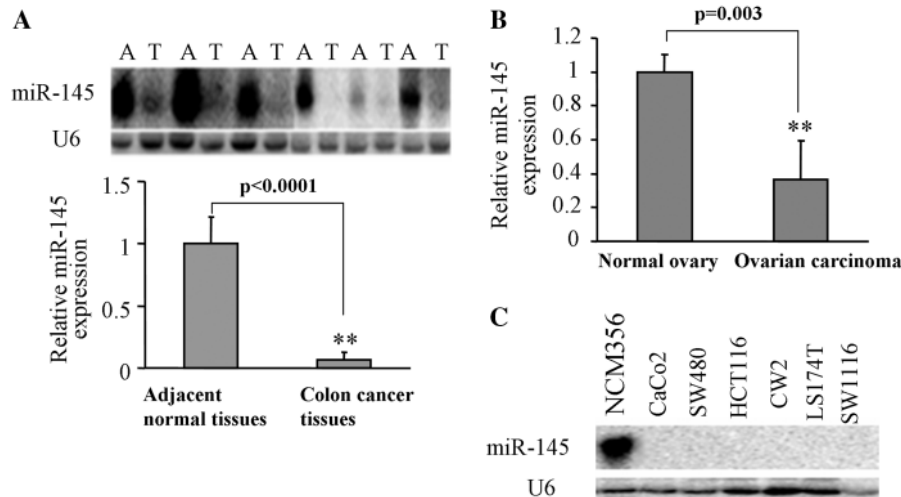 A
A T A T A T A T A T A T
miR-145
U6
p<0.0001
Relative miR-145
expression
1.5
1
0.5
0
**
Adjacent
normal tissues
Colon cancer
tissues
B
p=0.003
Relative miR-145
expression
1.2
1
0.8
0.6
0.4
0.2
0
**
Normal ovary
Ovarian carcinoma
C
NCM356
CaCo2
SW480
HCT116
CW2
LS174T
SW1116
miR-145
U6